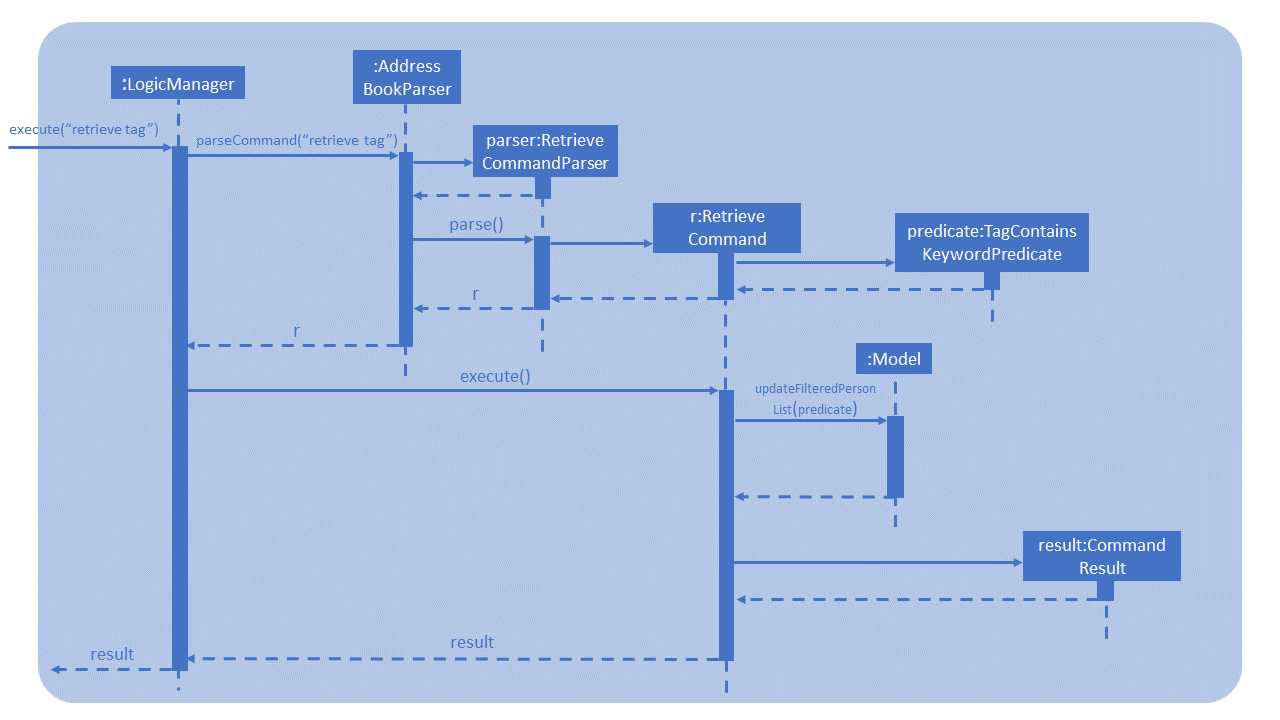 :LogicManager
:Address
BookParser
execute(“retrieve tag”)
parseCommand(“retrieve tag”)
parser:Retrieve
CommandParser
parse()
r:Retrieve
Command
predicate:TagContains
KeywordPredicate
r
r
:Model
execute()
updateFilteredPerson
List(predicate)
result:Command
Result
result
result